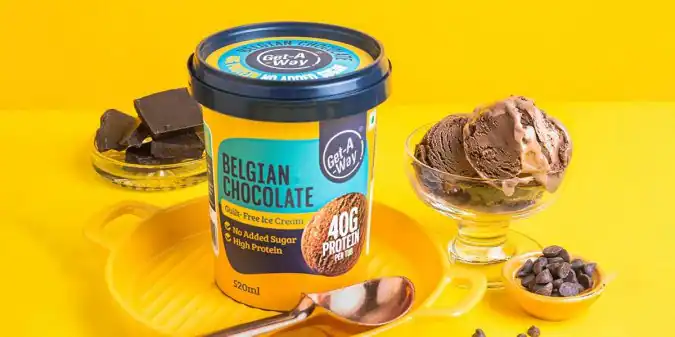 BELGIAN CHOCOLATE
Get-A
Way
NO ADDED
Get-A
Way!
BELGIAN
CHOCOLATE
Guilt-Free Ice Cream
No Added Sugar
High Protein
40G
PROTEIN
PER TUB
520ml